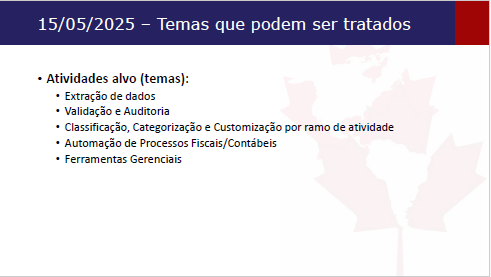 15/05/2025 – Temas que podem ser tratados
• Atividades alvo (temas):
• Extração de dados
• Validação e Auditoria
• Classificação, Categorização e Customização por ramo de atividade
• Automação de Processos Fiscais/Contábeis
• Ferramentas Gerenciais